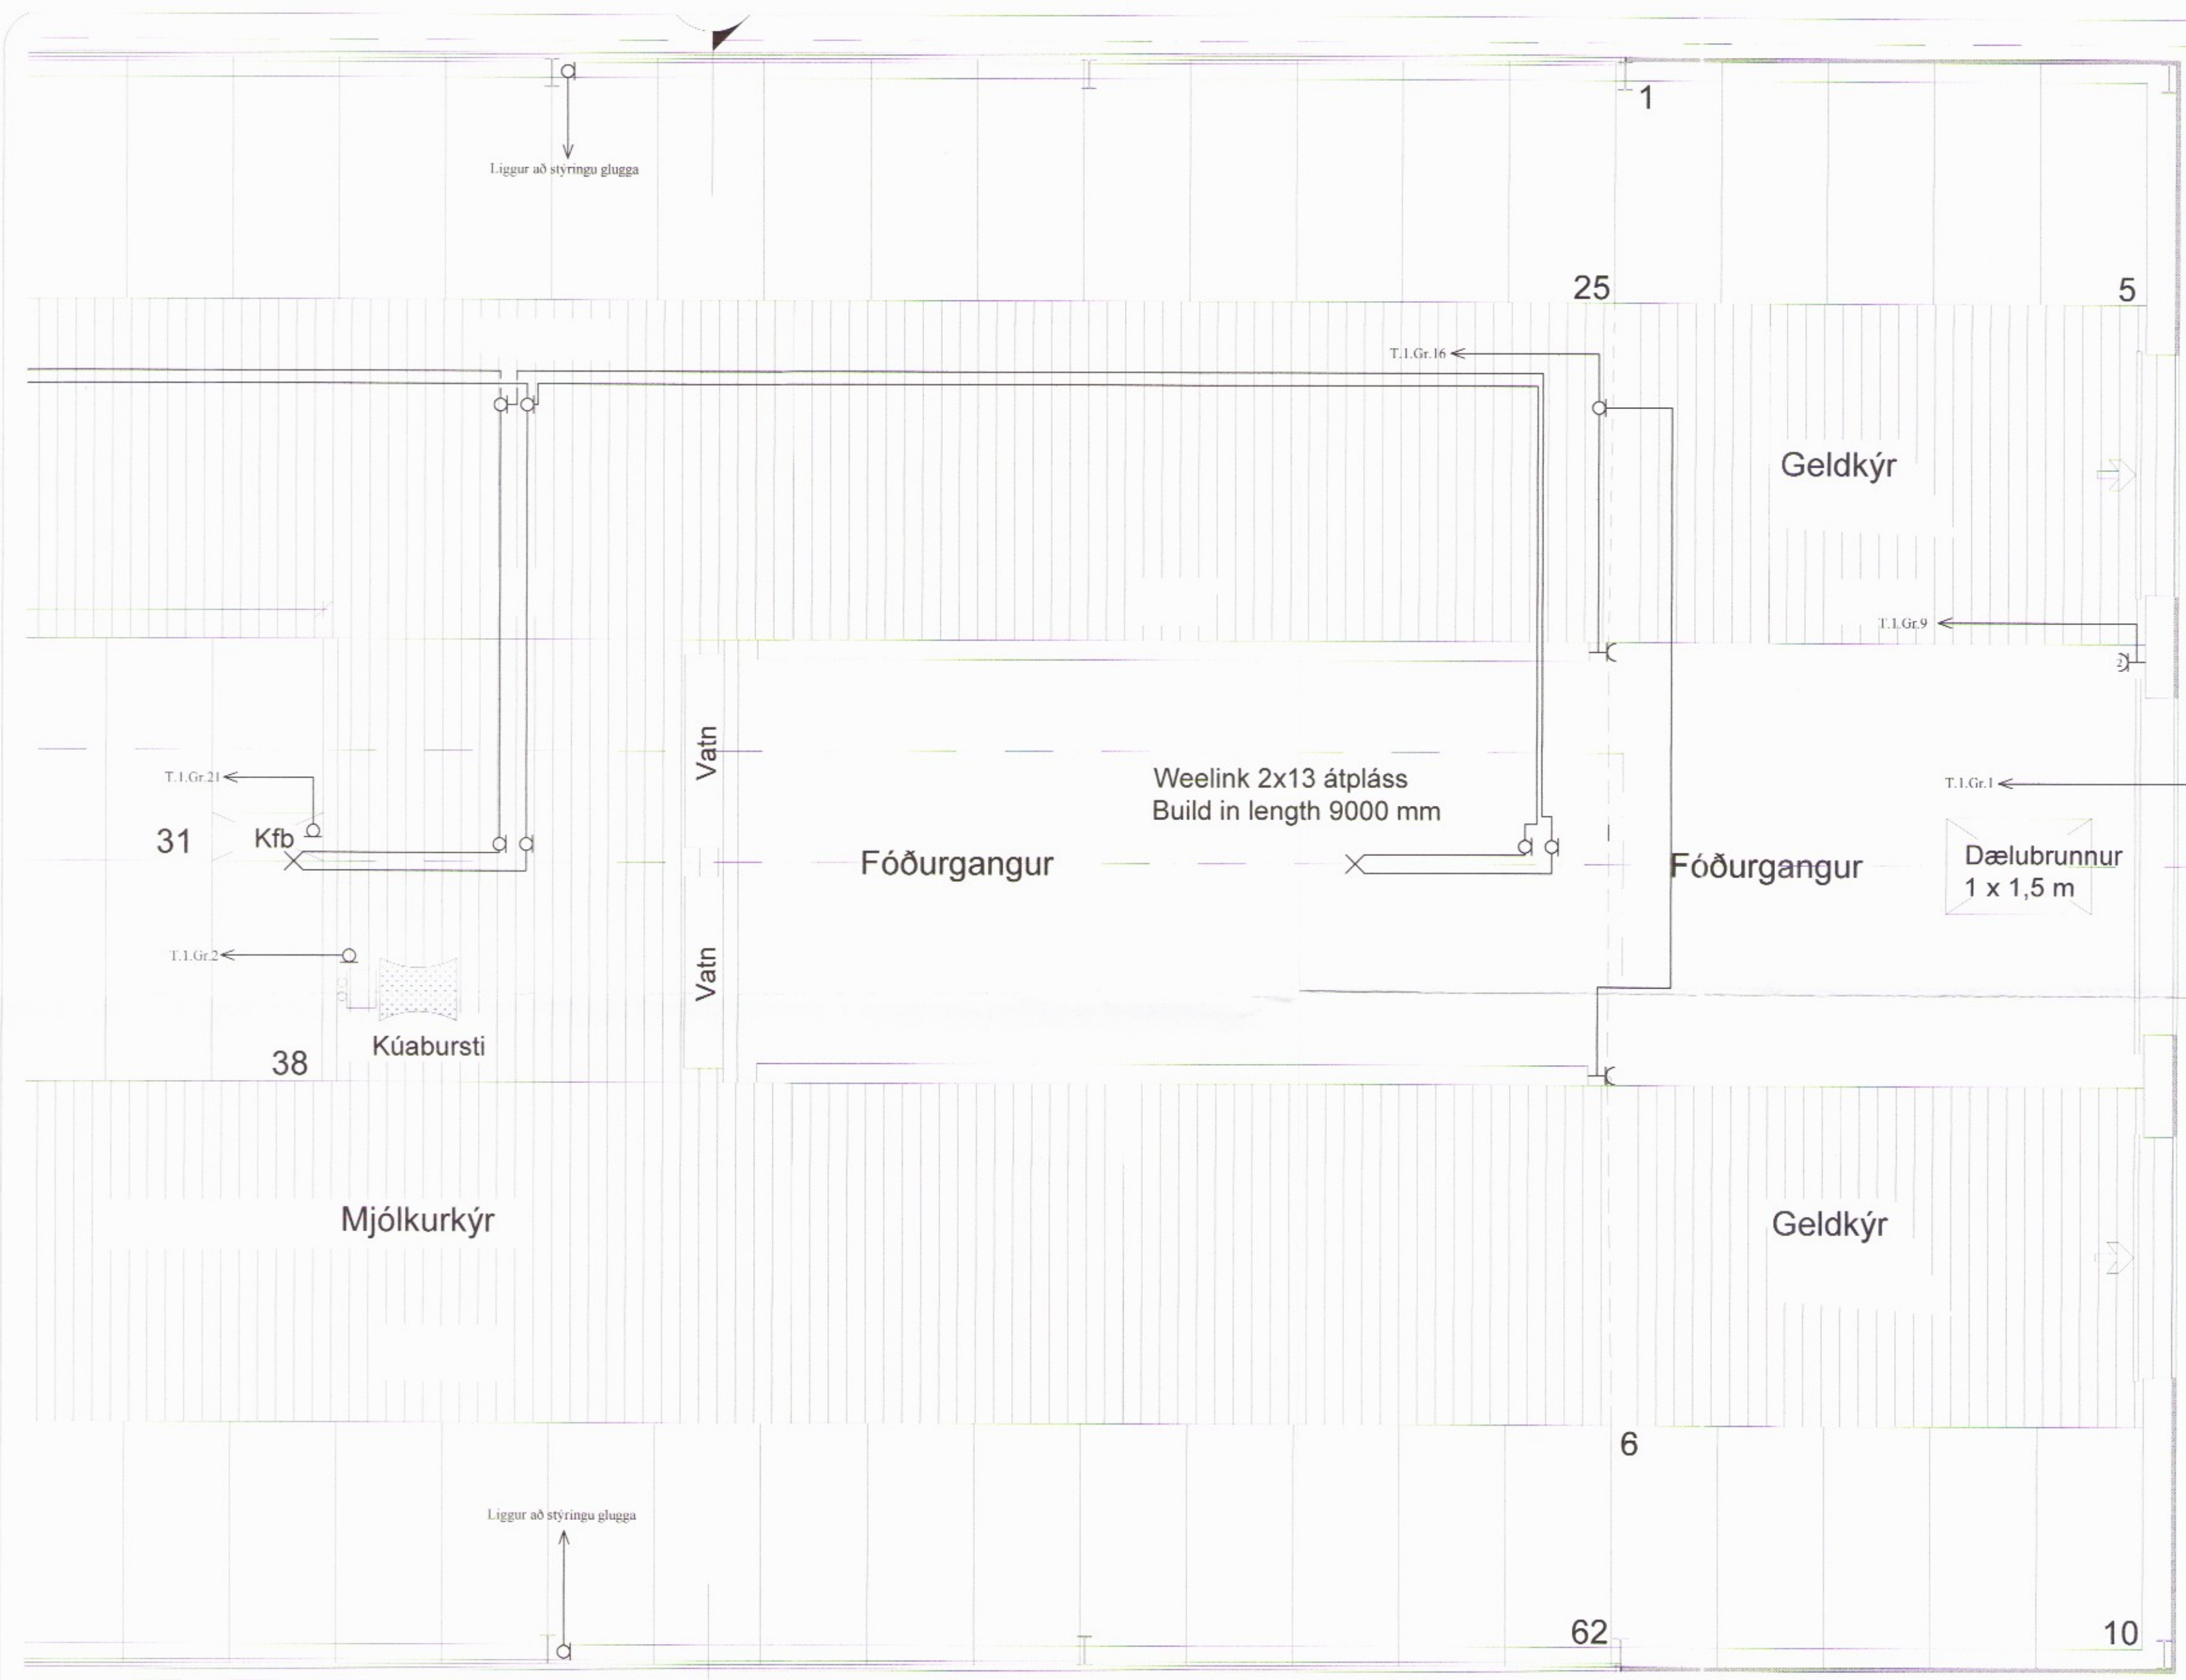 1
Liggur að stýringu glugga
25
5
T.1.Gr.16
Geldkýr
T.1.Gr.9
2
Vatn
T.1.Gr.21
Weelink 2x13 átpláss
Build in length 9000 mm
T.1.Gr.1
31
Kfb
Fóðurgangur
Fóðurgangur
Dælubrunnur
1 x 1,5 m
T.1.Gr.2
Vatn
Kúabursti
38
Mjólkurkýr
Geldkýr
6
Liggur að stýringu glugga
62
10